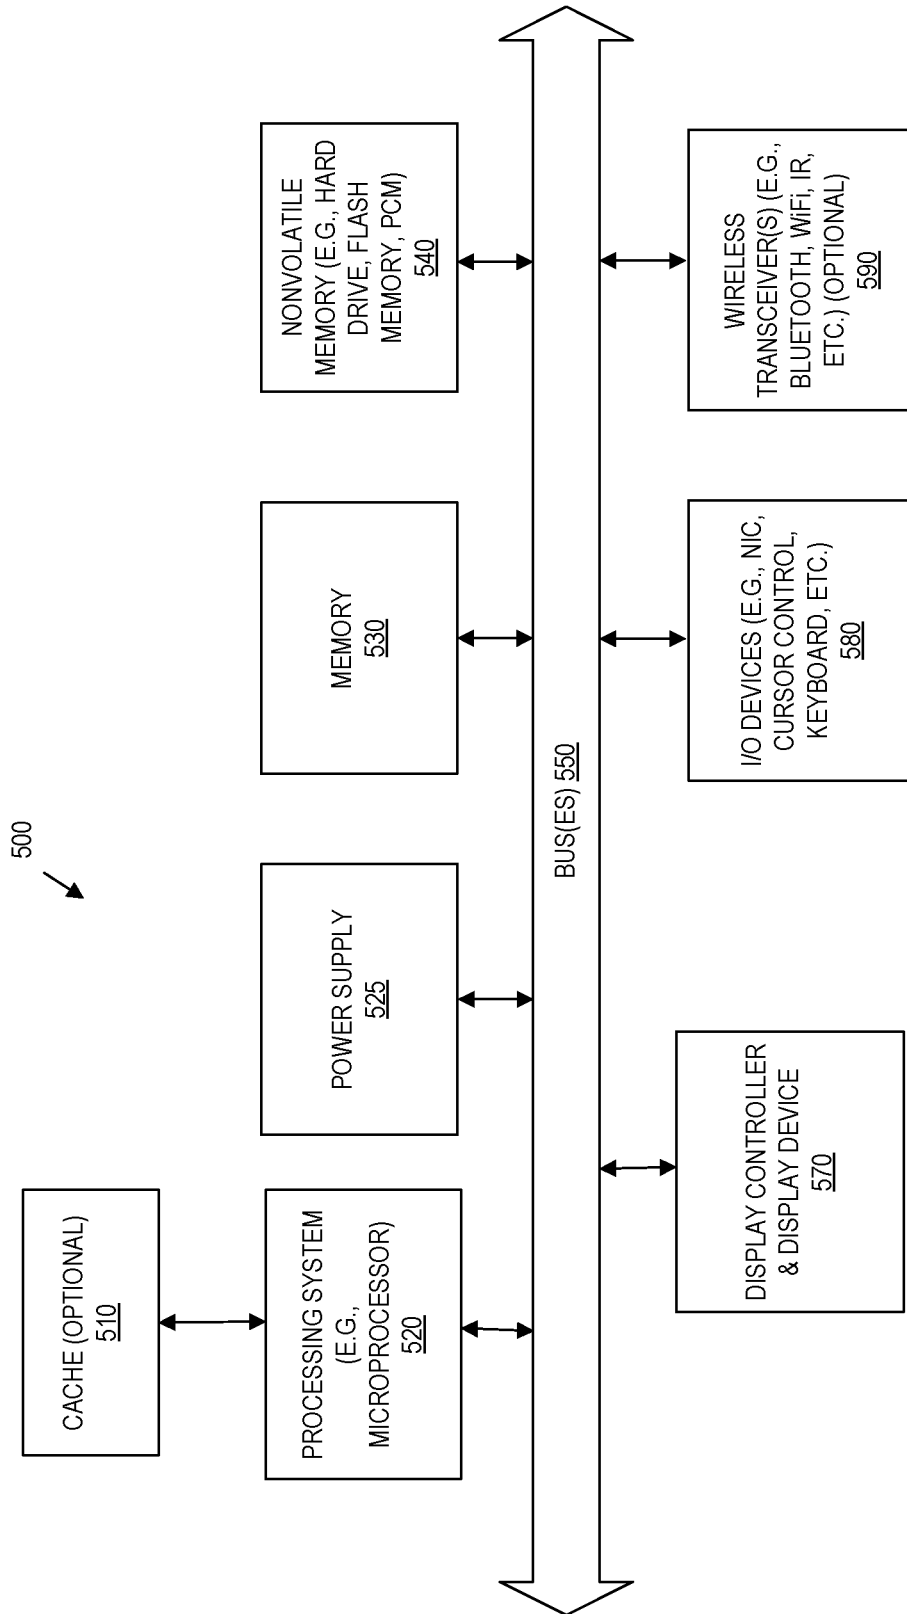 500
CACHE (OPTIONAL)
510
PROCESSING SYSTEM
(E.G.,
MICROPROCESSOR)
520
POWER SUPPLY
525
MEMORY
530
NONVOLATILE
MEMORY (E.G., HARD
DRIVE, FLASH
MEMORY, PCM)
540
BUS(ES) 550
DISPLAY CONTROLLER
& DISPLAY DEVICE
570
I/O DEVICES (E.G., NIC,
CURSOR CONTROL,
KEYBOARD, ETC.)
580
WIRELESS
TRANSCEIVER(S) (E.G.,
BLUETOOTH, WiFi, IR,
ETC.) (OPTIONAL)
590